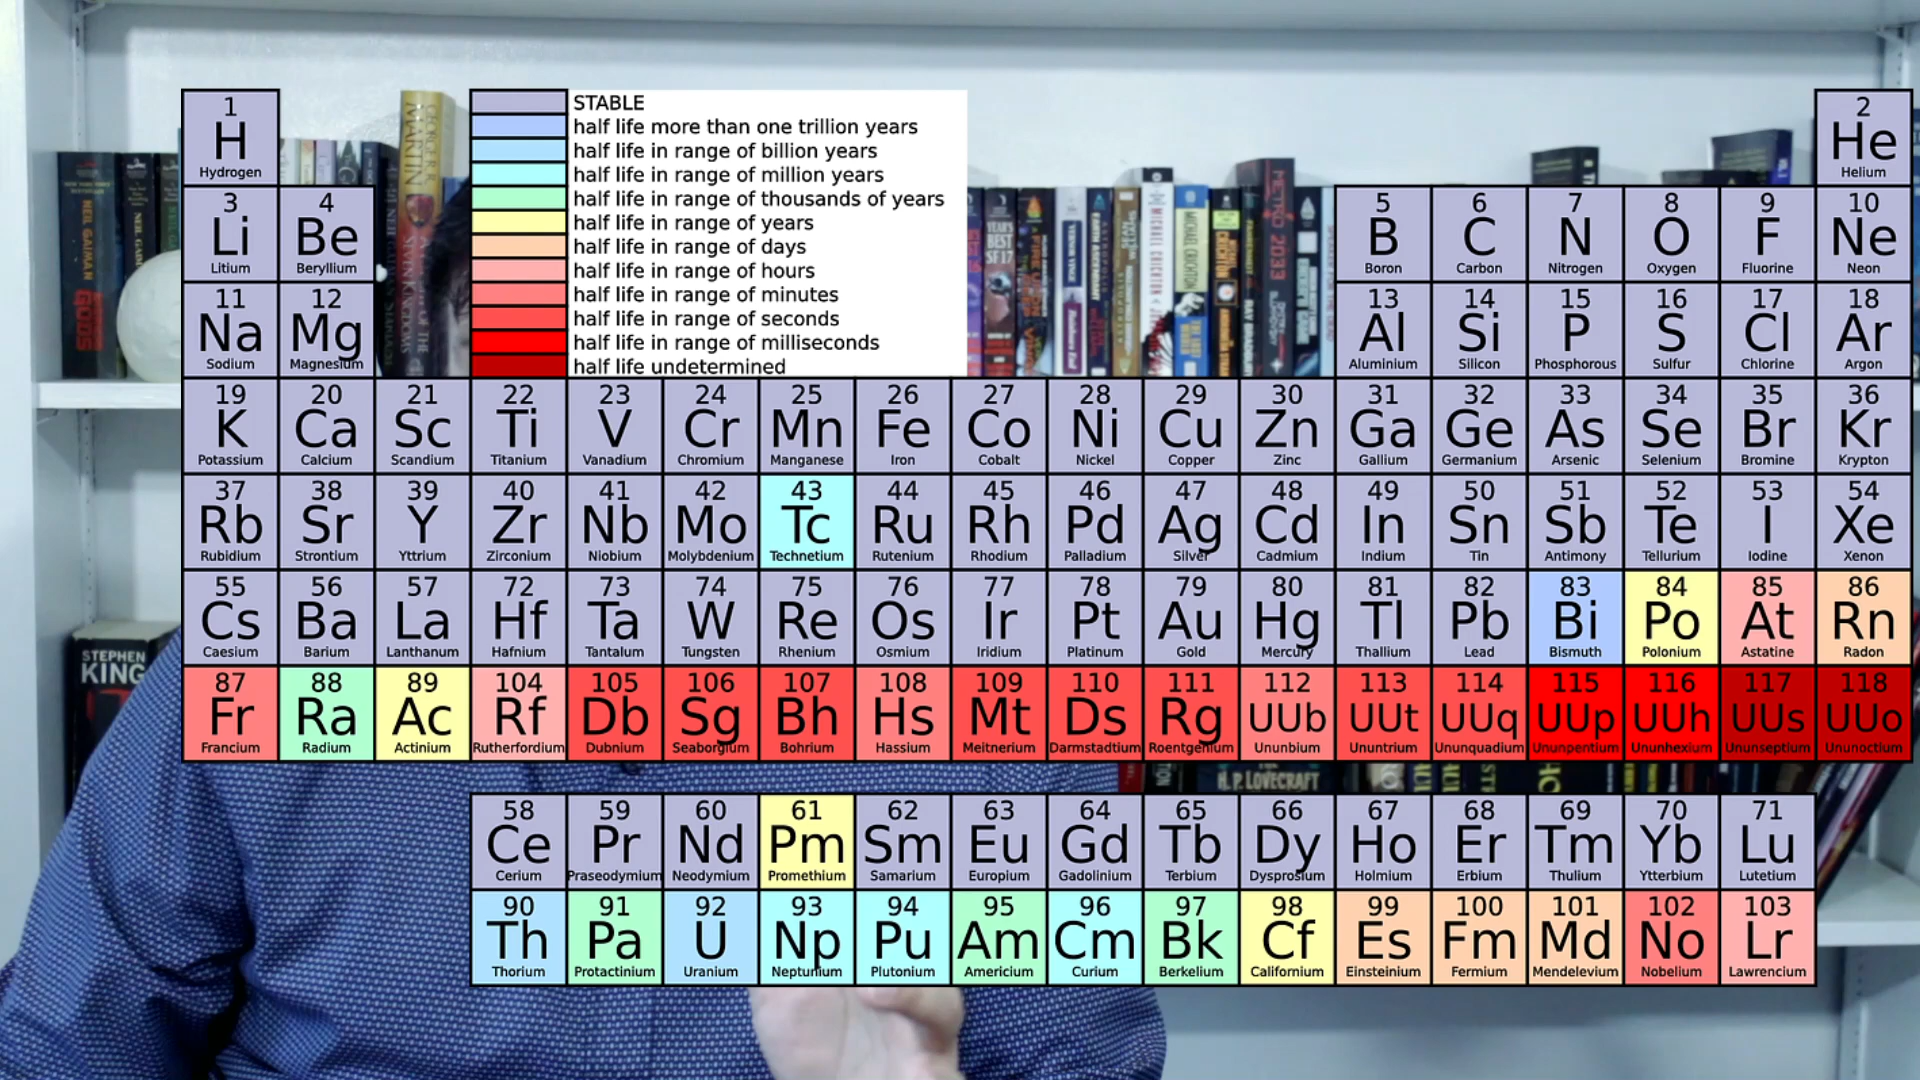 1
H
Hydrogen
STABLE
half life more than one trillion years
half life in range of billion years
half life in range of million years
half life in range of thousands of years
half life in range of years
half life in range of days
half life in range of hours
half life in range of minutes
half life in range of seconds
half life in range of milliseconds
half life undetermined
2
He
Helium
3 4 5 6 7 8 9 10
Li Be B C N O F Ne
Litium Beryllium Boron Carbon Nitrogen Oxygen Fluorine Neon
11 12 13 14 15 16 17 18
Na Mg Al Si P S Cl Ar
Sodium Magnesium Aluminium Silicon Phosphorous Sulfur Chlorine Argon
19 20 21 22 23 24 25 26 27 28 29 30 31 32 33 34 35 36
K Ca Sc Ti V Cr Mn Fe Co Ni Cu Zn Ga Ge As Se Br Kr
Potassium Calcium Scandium Titanium Vanadium Chromium Manganese Iron Cobalt Nickel Copper Zinc Gallium Germanium Arsenic Selenium Bromine Krypton
37 38 39 40 41 42 43 44 45 46 47 48 49 50 51 52 53 54
Rb Sr Y Zr Nb Mo Tc Ru Rh Pd Ag Cd In Sn Sb Te I Xe
Rubidium Strontium Yttrium Zirconium Niobium Molybdenium Technetium Rutenium Rhodium Palladium Silver Cadmium Indium Tin Antimony Tellurium Iodine Xenon
55 56 57 72 73 74 75 76 77 78 79 80 81 82 83 84 85 86
Cs Ba La Hf Ta W Re Os Ir Pt Au Hg Tl Pb Bi Po At Rn
Caesium Barium Lanthanum Hafnium Tantalum Tungsten Rhenium Osmium Iridium Platinum Gold Mercury Thallium Lead Bismuth Polonium Astatine Radon
87 88 89 104 105 106 107 108 109 110 111 112 113 114 115 116 117 118
Fr Ra Ac Rf Db Sg Bh Hs Mt Ds Rg UUb UUt UUq UUp UUh UUs UUo
Francium Radium Actinium Rutherfordium Dubnium Seaborgium Bohrium Hassium Meitnerium Darmstadtium Roentgenium Ununbium Ununtrium Ununquadium Ununpentium Ununhexium Ununseptium Ununoctium
58 59 60 61 62 63 64 65 66 67 68 69 70 71
Ce Pr Nd Pm Sm Eu Gd Tb Dy Ho Er Tm Yb Lu
Cerium Praseodymium Neodymium Promethium Samarium Europium Gadolinium Terbium Dysprosium Holmium Erbium Thulium Ytterbium Lutetium
90 91 92 93 94 95 96 97 98 99 100 101 102 103
Th Pa U Np Pu Am Cm Bk Cf Es Fm Md No Lr
Thorium Protactinium Uranium Neptunium Plutonium Americium Curium Berkelium Californium Einsteinium Fermium Mendelevium Nobelium Lawrencium
NEIL GAIMAN
MARTIN
METRO 2033
MICHAEL CRICHTON
MICHAEL CRICHTON
STEPHEN
KING
H.P. LOVECRAFT